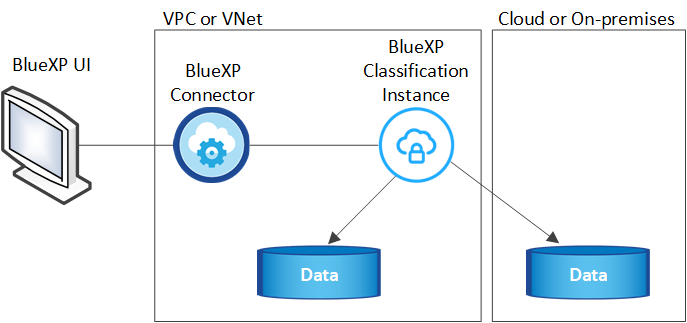 VPC or VNet
Cloud or On-premises
BlueXP UI
BlueXP
Connector
BlueXP
Classification
Instance
Data
Data